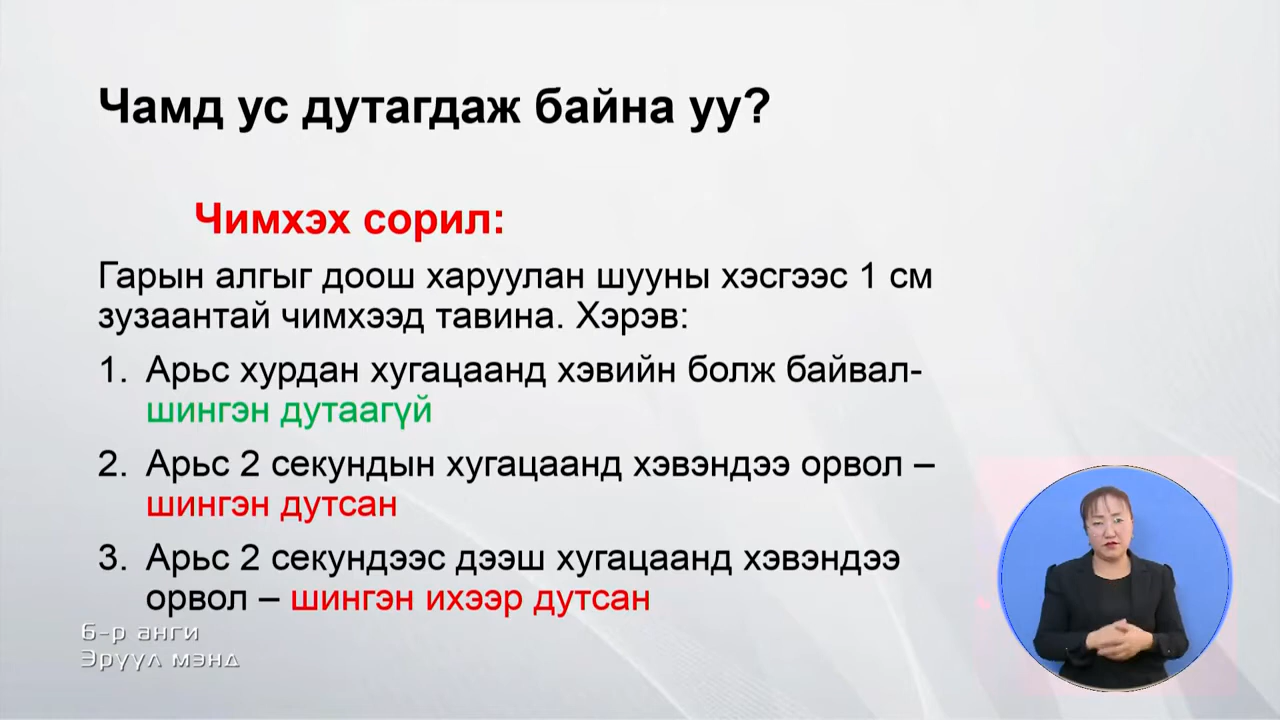 Чамд ус дутагдаж байна уу?
Чимхэх сорил:
Гарын алгыг доош харуулан шууны хэсгээс 1 см
зузаантай чимхээд тавина. Хэрэв:
1. Арьс хурдан хугацаанд хэвийн болж байвал-
шингэн дутаагүй
2. Арьс 2 секундын хугацаанд хэвэндээ орвол –
шингэн дутсан
3. Арьс 2 секундээс дээш хугацаанд хэвэндээ
орвол – шингэн ихээр дутсан
6-р анги
Эрүүл мэнд